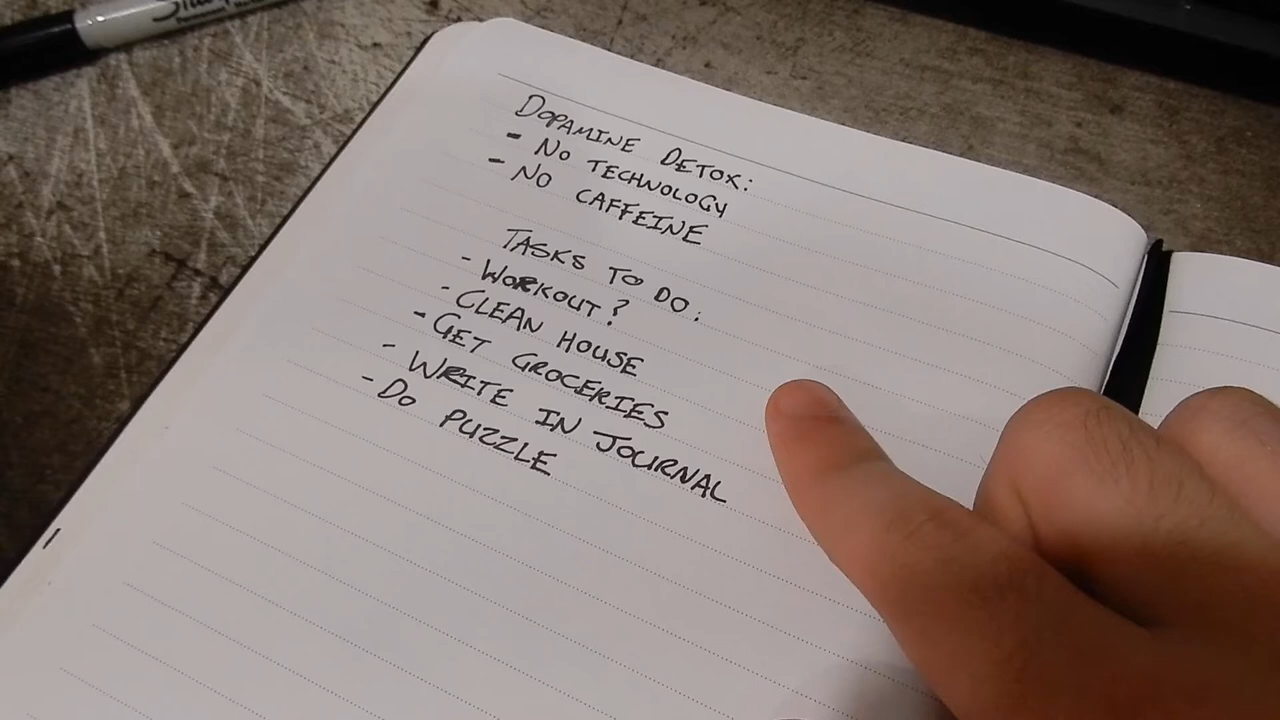 DOPAMINE DETOX:
- NO TECHNOLOGY
- NO CAFFEINE
TASKS TO DO:
- WORKOUT?
- CLEAN HOUSE
- GET GROCERIES
- WRITE IN JOURNAL
- DO PUZZLE